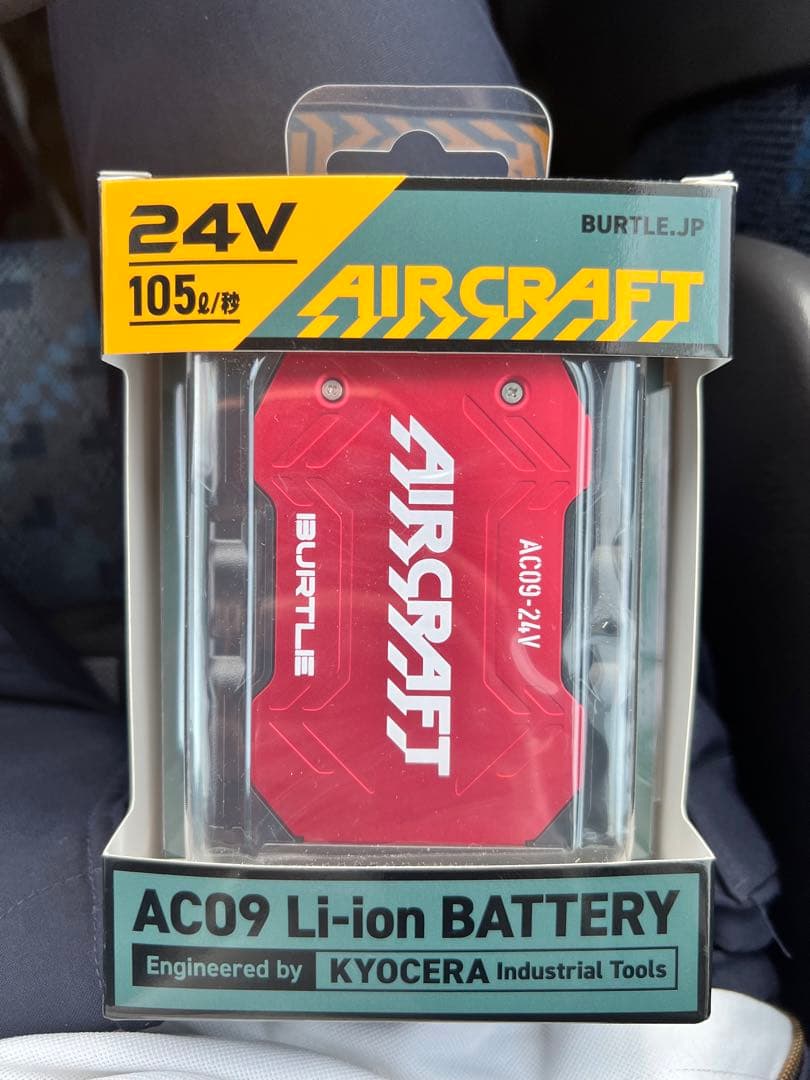 24V
BURTLE.JP
105ℓ/秒
AIRCRAFT
AIRCRAFT
BURTLE
AC09-24V
AC09 Li-ion BATTERY
Engineered by KYOCERA Industrial Tools